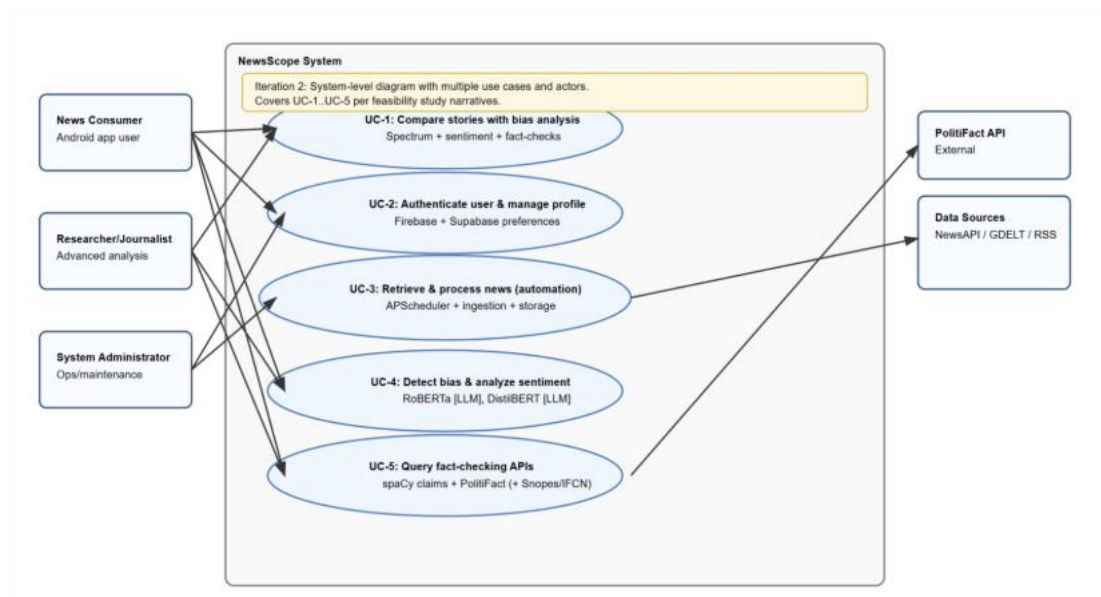 NewsScope System
Iteration 2: System-level diagram with multiple use cases and actors.
Covers UC-1..UC-5 per feasibility study narratives.
News Consumer
Android app user
Researcher/Journalist
Advanced analysis
System Administrator
Ops/maintenance
UC-1: Compare stories with bias analysis
Spectrum + sentiment + fact-checks
UC-2: Authenticate user & manage profile
Firebase + Supabase preferences
UC-3: Retrieve & process news (automation)
APScheduler + ingestion + storage
UC-4: Detect bias & analyze sentiment
RoBERTa [LLM], DistilBERT [LLM]
UC-5: Query fact-checking APIs
spaCy claims + PolitiFact (+ Snopes/IFCN)
PolitiFact API
External
Data Sources
NewsAPI / GDELT / RSS